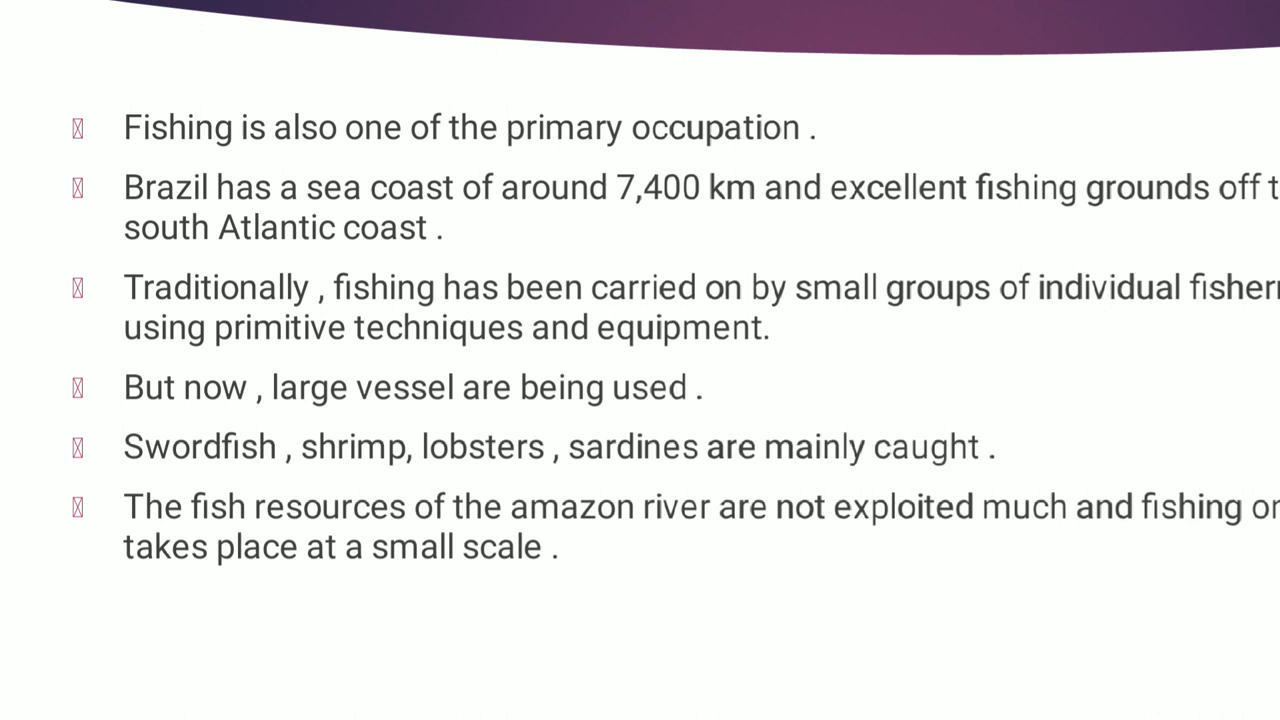 Fishing is also one of the primary occupation .
Brazil has a sea coast of around 7,400 km and excellent fishing grounds off
south Atlantic coast .
Traditionally , fishing has been carried on by small groups of individual
using primitive techniques and equipment.
But now , large vessel are being used .
Swordfish , shrimp, lobsters , sardines are mainly caught .
The fish resources of the amazon river are not exploited much and fishing
takes place at a small scale .